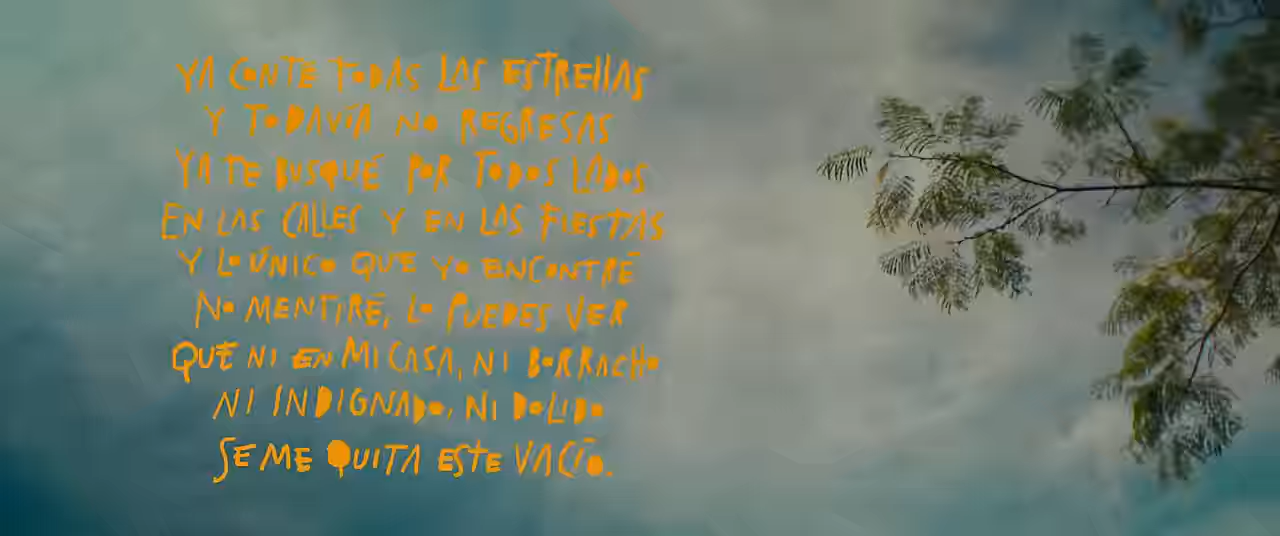 YA CONTÉ TODAS LAS ESTRELLAS
Y TODAVÍA NO REGRESAS
YA TE BUSQUÉ POR TODOS LADOS
EN LAS CALLES Y EN LAS FIESTAS
Y LO ÚNICO QUE YO ENCONTRÉ
NO MENTIRÉ, LO PUEDES VER
QUE NI EN MI CASA, NI BORRACHO
NI INDIGNADO, NI DOLIDO
SE ME QUITA ESTE VACÍO.